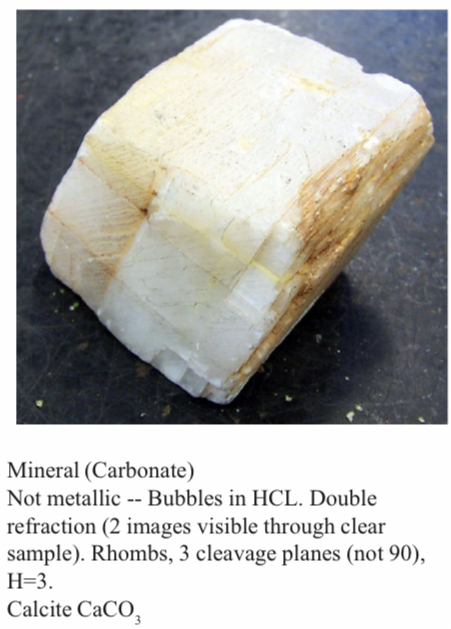 Mineral (Carbonate)
Not metallic -- Bubbles in HCL. Double
refraction (2 images visible through clear
sample). Rhombs, 3 cleavage planes (not 90),
H=3.
Calcite CaCO₃